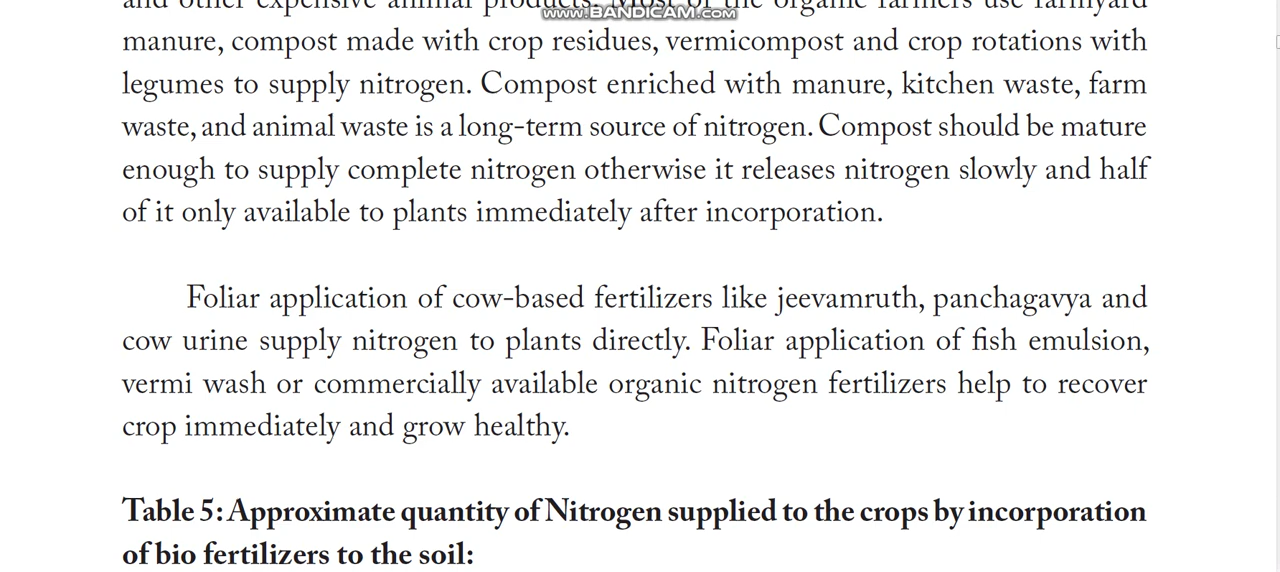 and other expensive animal products. Most of the organic farmers use farmyard
www.BANDICAM.com
manure, compost made with crop residues, vermicompost and crop rotations with
legumes to supply nitrogen. Compost enriched with manure, kitchen waste, farm
waste, and animal waste is a long-term source of nitrogen. Compost should be mature
enough to supply complete nitrogen otherwise it releases nitrogen slowly and half
of it only available to plants immediately after incorporation.
Foliar application of cow-based fertilizers like jeevamruth, panchagavya and
cow urine supply nitrogen to plants directly. Foliar application of fish emulsion,
vermi wash or commercially available organic nitrogen fertilizers help to recover
crop immediately and grow healthy.
Table 5: Approximate quantity of Nitrogen supplied to the crops by incorporation
of bio fertilizers to the soil: